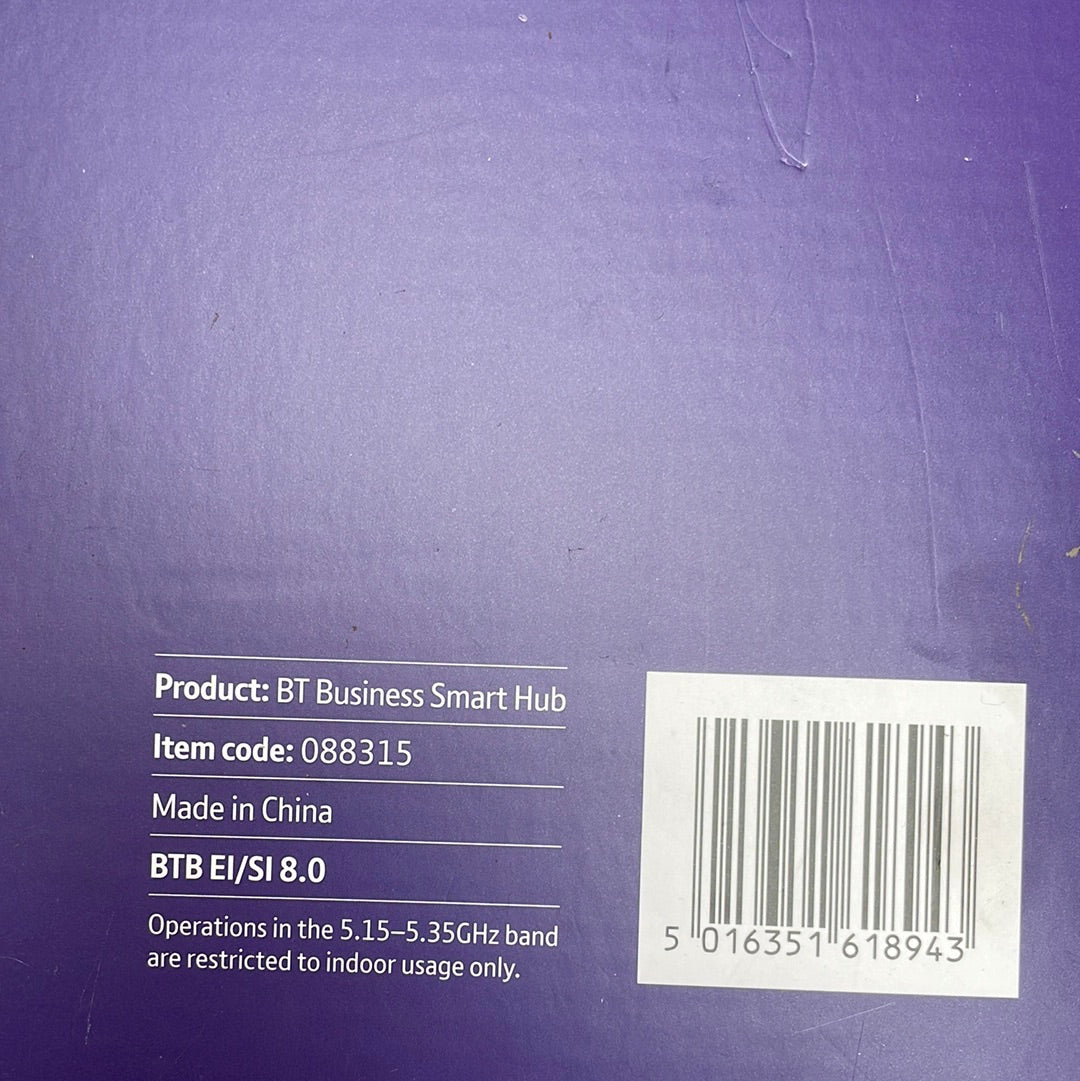 Product: BT Business Smart Hub
Item code: 088315
Made in China
BTB EI/SI 8.0
Operations in the 5.15–5.35GHz band
are restricted to indoor usage only.
5 016351 618943